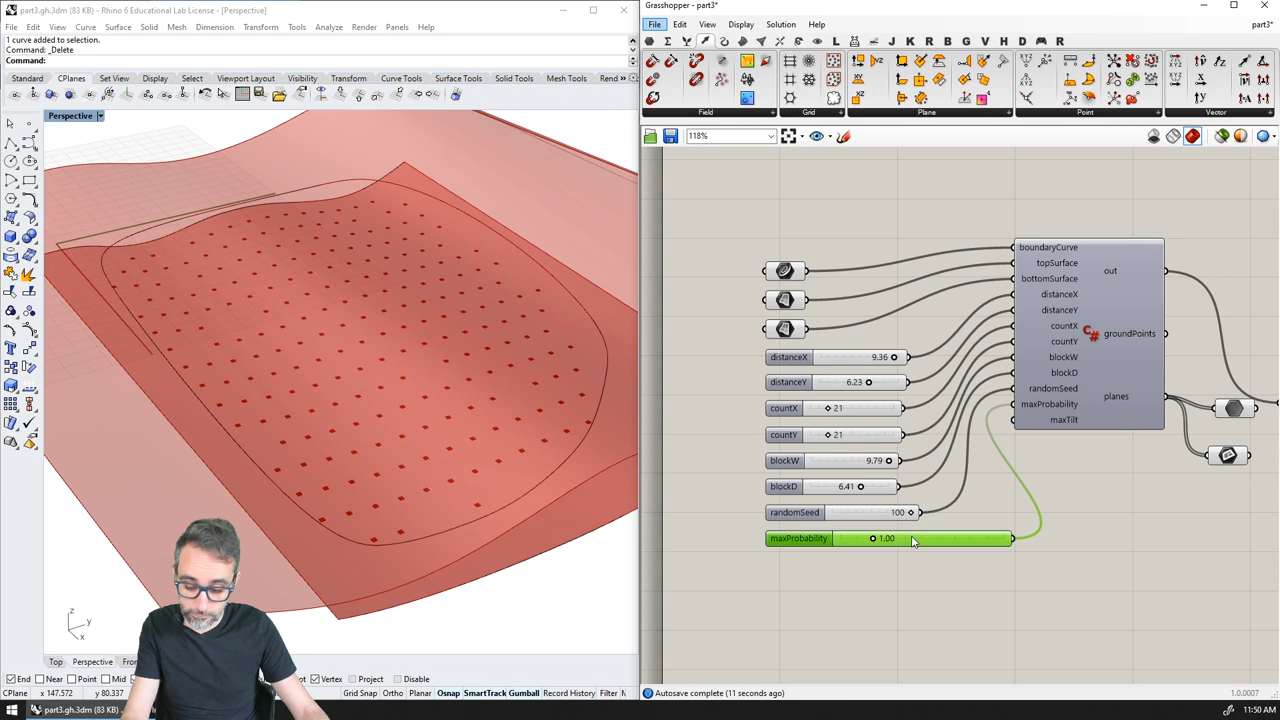 part3.gh.3dm (83 KB) - Rhino 6 Educational Lab License - [Perspective]
File Edit View Curve Surface Solid Mesh Dimension Transform Tools Analyze Render Panels Help
1 curve added to selection.
Command: _Delete
Command:
Standard CPlanes Set View Display Select Viewport Layout Visibility Transform Curve Tools Surface Tools Solid Tools Mesh Tools Rend
Perspective
z
y
x
Top Perspective Fron
End Near Point Mid Vertex Project Disable
CPlane x 147.572 y 80.337 Grid Snap Ortho Planar Osnap SmartTrack Gumball Record History Filter M
part3.gh.3dm (83 KB)
Grasshopper - part3*
File Edit View Display Solution Help part3*
J K R B G V H D R
Field Grid Plane Point Vector
118%
boundaryCurve
topSurface
bottomSurface
distanceX
distanceY
countX
countY
blockW
blockD
randomSeed
maxProbability
maxTilt
C#
out
groundPoints
planes
distanceX 9.36
distanceY 6.23
countX 21
countY 21
blockW 9.79
blockD 6.41
randomSeed 100
maxProbability 1.00
Autosave complete (11 seconds ago) 1.0.0007
11:50 AM